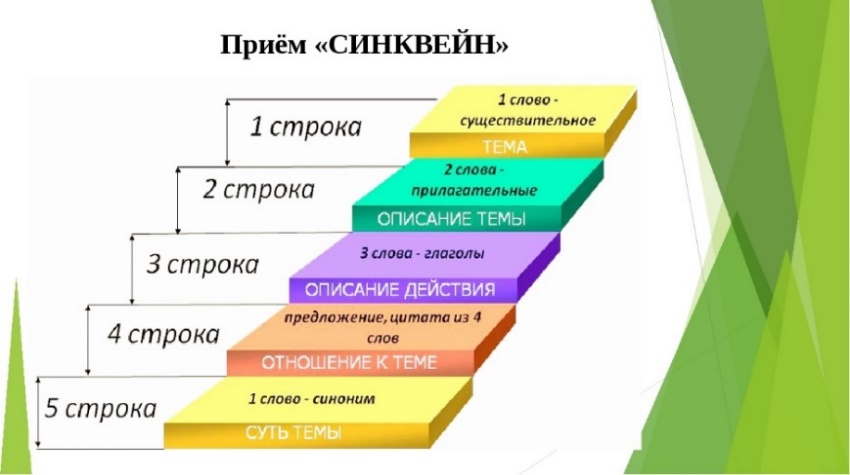 Приём «СИНКВЕЙН»
1 строка
1 слово -
существительное
ТЕМА
2 строка
2 слова -
прилагательные
ОПИСАНИЕ ТЕМЫ
3 строка
3 слова - глаголы
ОПИСАНИЕ ДЕЙСТВИЯ
4 строка
предложение, цитата из 4
слов
ОТНОШЕНИЕ К ТЕМЕ
5 строка
1 слово - синоним
СУТЬ ТЕМЫ